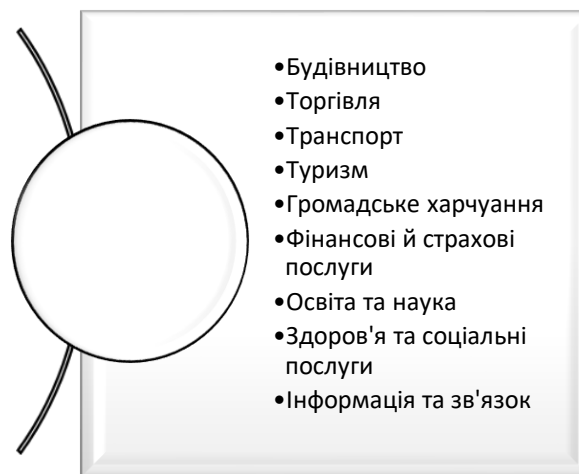 •Будівництво
•Торгівля
•Транспорт
•Туризм
•Громадське харчуання
•Фінансові й страхові
послуги
•Освіта та наука
•Здоров'я та соціальні
послуги
•Інформація та зв'язок